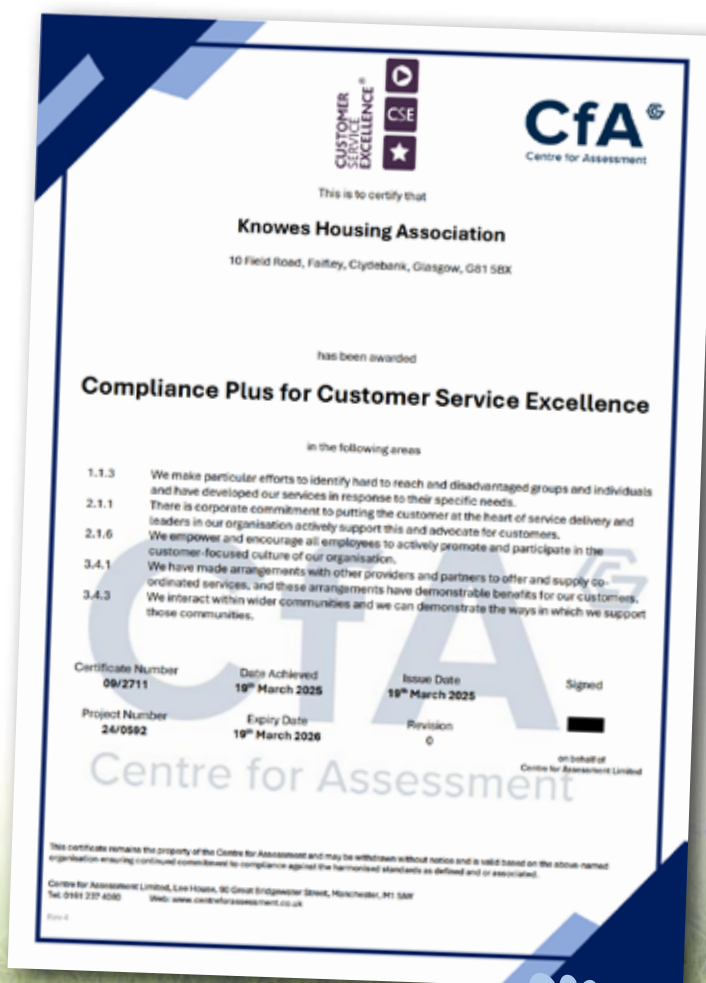 CUSTOMER
SERVICE
EXCELLENCE®
CSE
CfA
Centre for Assessment
This is to certify that
Knowes Housing Association
10 Field Road, Faifley, Clydebank, Glasgow, G81 5BX
has been awarded
Compliance Plus for Customer Service Excellence
in the following areas
1.1.3 We make particular efforts to identify hard to reach and disadvantaged groups and individuals
and have developed our services in response to their specific needs.
2.1.1 There is corporate commitment to putting the customer at the heart of service delivery and
leaders in our organisation actively support this and advocate for customers.
2.1.6 We empower and encourage all employees to actively promote and participate in the
customer-focused culture of our organisation.
3.4.1 We have made arrangements with other providers and partners to offer and supply co-
ordinated services, and these arrangements have demonstrable benefits for our customers.
3.4.3 We interact within wider communities and we can demonstrate the ways in which we support
those communities.
CfA
Certificate Number Date Achieved Issue Date Signed
09/2711 19th March 2025 19th March 2025
Project Number Expiry Date Revision
24/0592 19th March 2026 0
on behalf of
Centre for Assessment Limited
Centre for Assessment
This certificate remains the property of the Centre for Assessment and may be withdrawn without notice and is valid based on the above-named
organisation ensuring continued commitment to compliance against the harmonised standards as defined and or associated.
Centre for Assessment Limited, Lee House, 90 Great Bridgewater Street, Manchester, M1 5JW
Tel: 0161 237 4080 Web: www.centreforassessment.co.uk
Rev 4